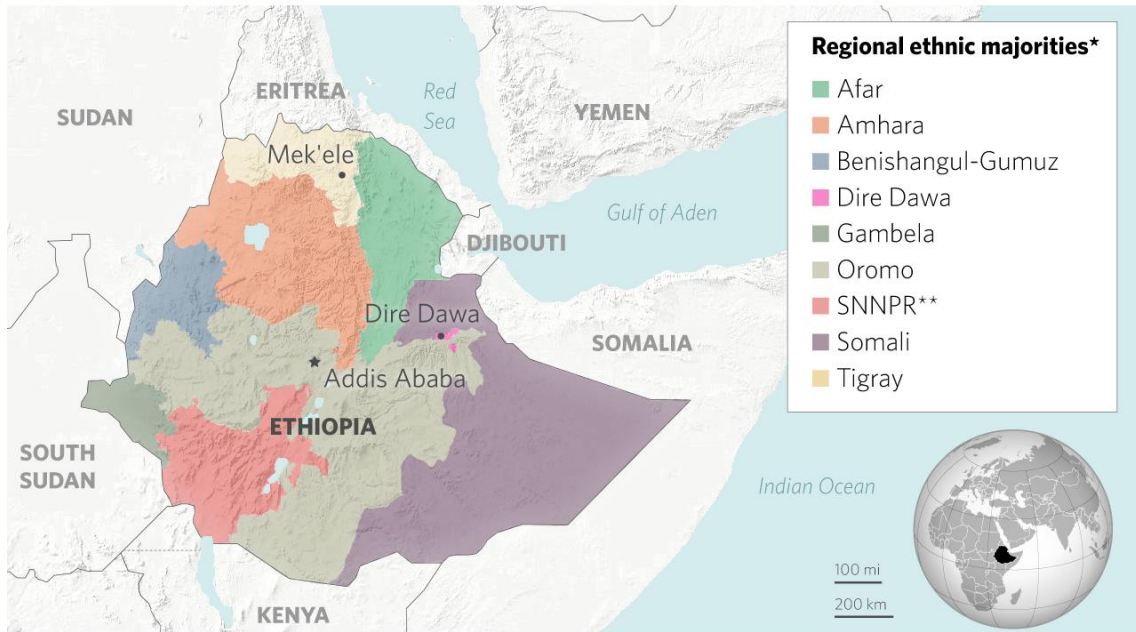 Regional ethnic majorities★
Afar
Amhara
Benishangul-Gumuz
Dire Dawa
Gambela
Oromo
SNNPR**
Somali
Tigray
ERITREA
Red
Sea
SUDAN
YEMEN
Mek'ele
Gulf of Aden
DJIBOUTI
Dire Dawa
SOMALIA
Addis Ababa
ETHIOPIA
SOUTH
SUDAN
Indian Ocean
KENYA
100 mi
200 km